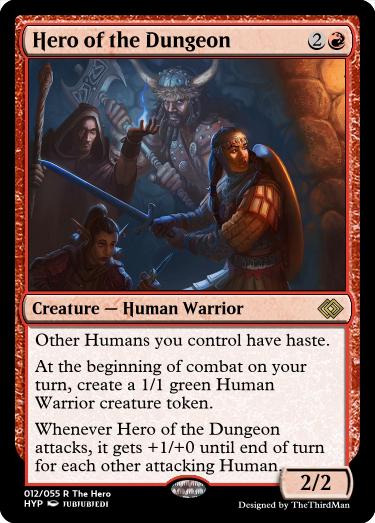 Hero of the Dungeon 2
Creature — Human Warrior
Other Humans you control have haste.
At the beginning of combat on your
turn, create a 1/1 green Human
Warrior creature token.
Whenever Hero of the Dungeon
attacks, it gets +1/+0 until end of turn
for each other attacking Human.
2/2
012/055 R The Hero
HYP IUBIUBIEDI
Designed by TheThirdMan